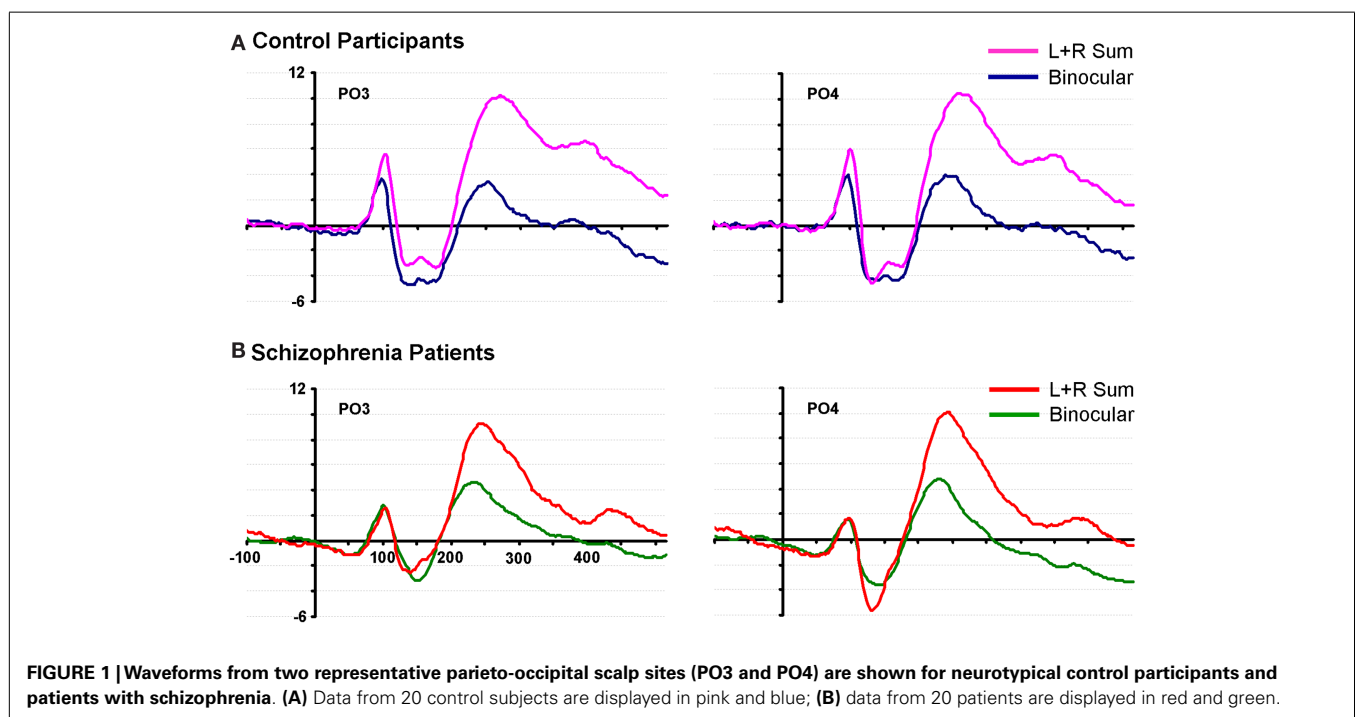 A Control Participants
L+R Sum
Binocular
12
PO3
-6
PO4
B Schizophrenia Patients
L+R Sum
Binocular
12
PO3
-100 100 200 300 400
-6
PO4
FIGURE 1 | Waveforms from two representative parieto-occipital scalp sites (PO3 and PO4) are shown for neurotypical control participants and
patients with schizophrenia. (A) Data from 20 control subjects are displayed in pink and blue; (B) data from 20 patients are displayed in red and green.